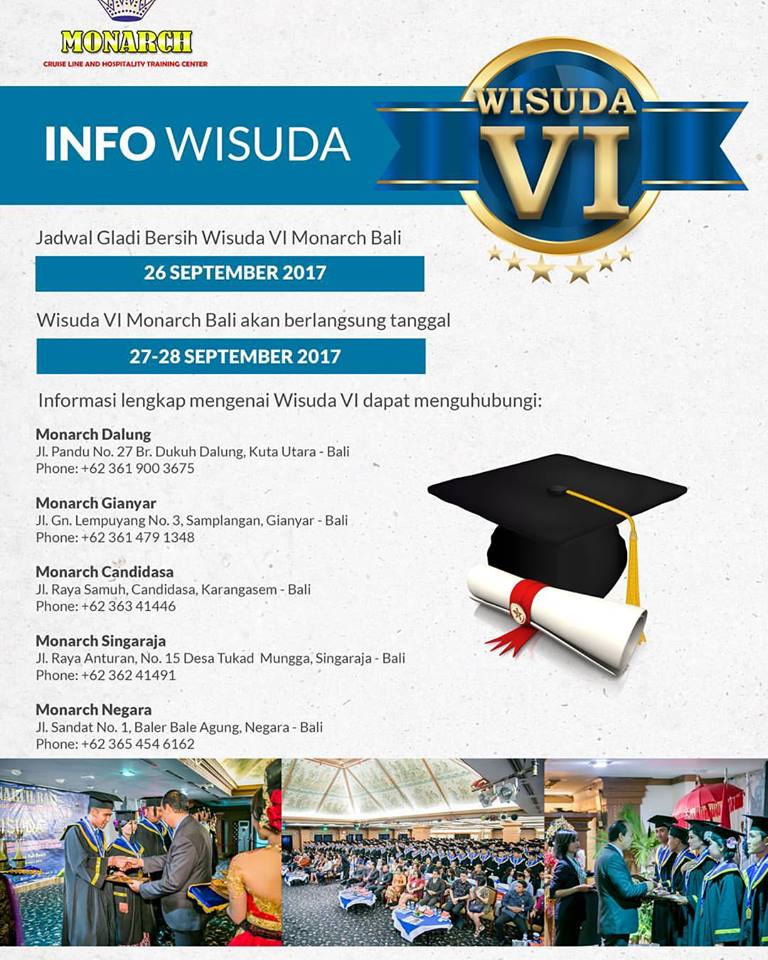 MONARCH
CRUISE LINE AND HOSPITALITY TRAINING CENTER
INFO WISUDA
WISUDA
VI
Jadwal Gladi Bersih Wisuda VI Monarch Bali
26 SEPTEMBER 2017
Wisuda VI Monarch Bali akan berlangsung tanggal
27-28 SEPTEMBER 2017
Informasi lengkap mengenai Wisuda VI dapat menguhubungi:
Monarch Dalung
Jl. Pandu No. 27 Br. Dukuh Dalung, Kuta Utara - Bali
Phone: +62 361 900 3675
Monarch Gianyar
Jl. Gn. Lempuyang No. 3, Samplangan, Gianyar - Bali
Phone: +62 361 479 1348
Monarch Candidasa
Jl. Raya Samuh, Candidasa, Karangasem - Bali
Phone: +62 363 41446
Monarch Singaraja
Jl. Raya Anturan, No. 15 Desa Tukad Mungga, Singaraja - Bali
Phone: +62 362 41491
Monarch Negara
Jl. Sandat No. 1, Baler Bale Agung, Negara - Bali
Phone: +62 365 454 6162